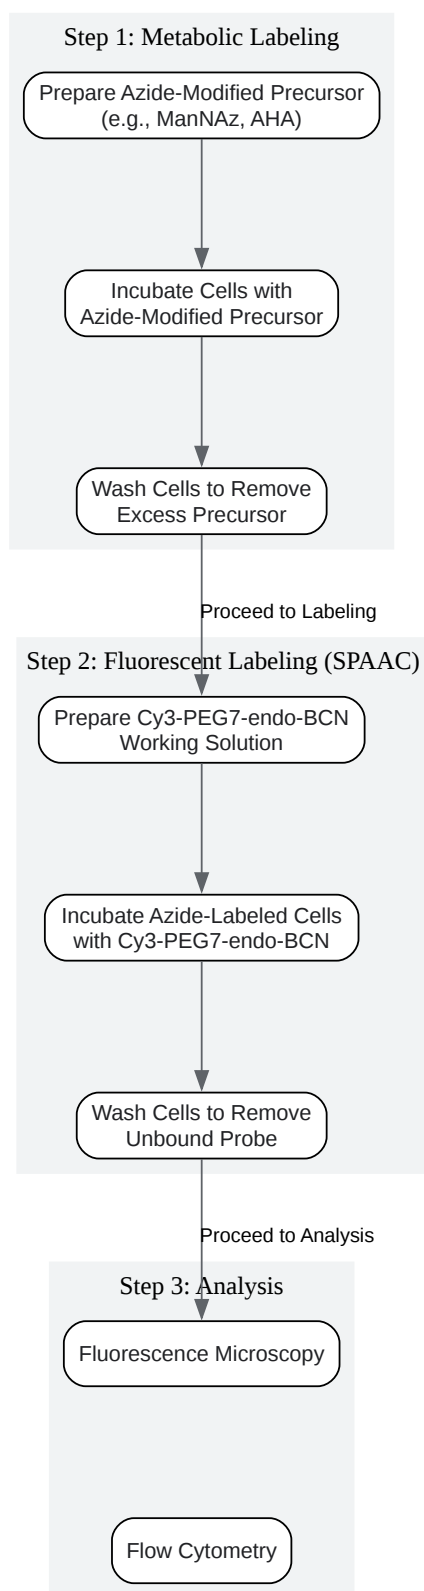 Step 1: Metabolic Labeling
Prepare Azide-Modified Precursor
(e.g., ManNAz, AHA)
Incubate Cells with
Azide-Modified Precursor
Wash Cells to Remove
Excess Precursor
Proceed to Labeling
Step 2: Fluorescent Labeling (SPAAC)
Prepare Cy3-PEG7-endo-BCN
Working Solution
Incubate Azide-Labeled Cells
with Cy3-PEG7-endo-BCN
Wash Cells to Remove
Unbound Probe
Proceed to Analysis
Step 3: Analysis
Fluorescence Microscopy
Flow Cytometry